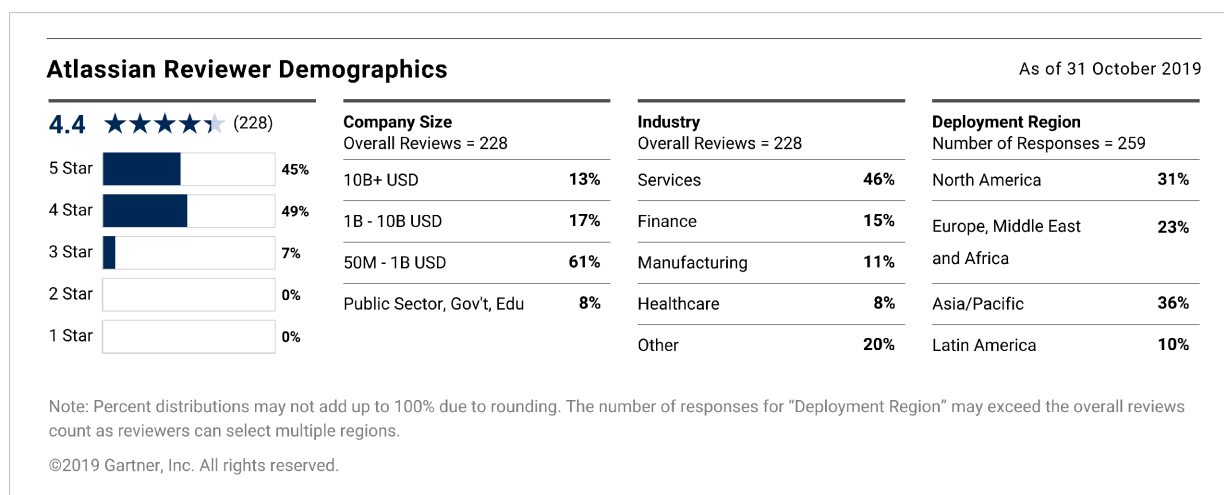 Atlassian Reviewer Demographics
As of 31 October 2019
4.4 ★★★★★ (228)
5 Star 45%
4 Star 49%
3 Star 7%
2 Star 0%
1 Star 0%
Company Size
Overall Reviews = 228
10B+ USD 13%
1B - 10B USD 17%
50M - 1B USD 61%
Public Sector, Gov't, Edu 8%
Industry
Overall Reviews = 228
Services 46%
Finance 15%
Manufacturing 11%
Healthcare 8%
Other 20%
Deployment Region
Number of Responses = 259
North America 31%
Europe, Middle East 23%
and Africa
Asia/Pacific 36%
Latin America 10%
Note: Percent distributions may not add up to 100% due to rounding. The number of responses for “Deployment Region” may exceed the overall reviews
count as reviewers can select multiple regions.
©2019 Gartner, Inc. All rights reserved.